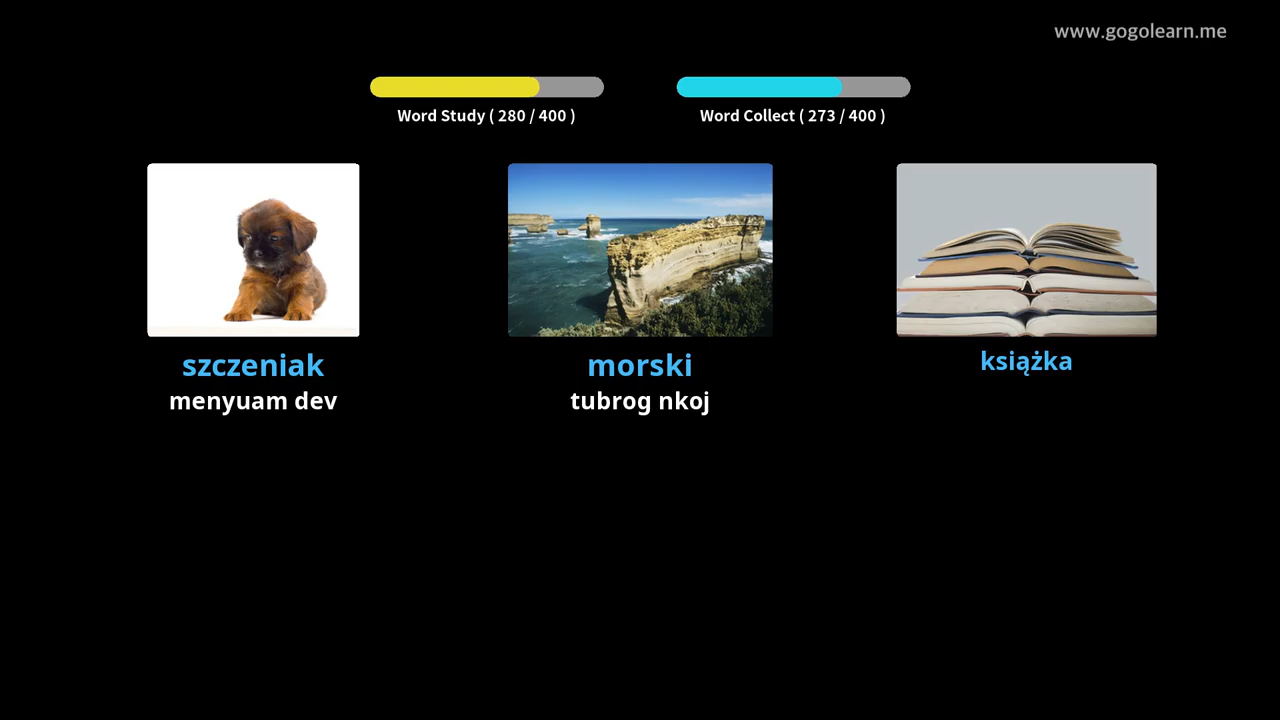 www.gogolearn.me
Word Study ( 280 / 400 )
Word Collect ( 273 / 400 )
szczeniak
menyuam dev
morski
tubrog nkoj
książka